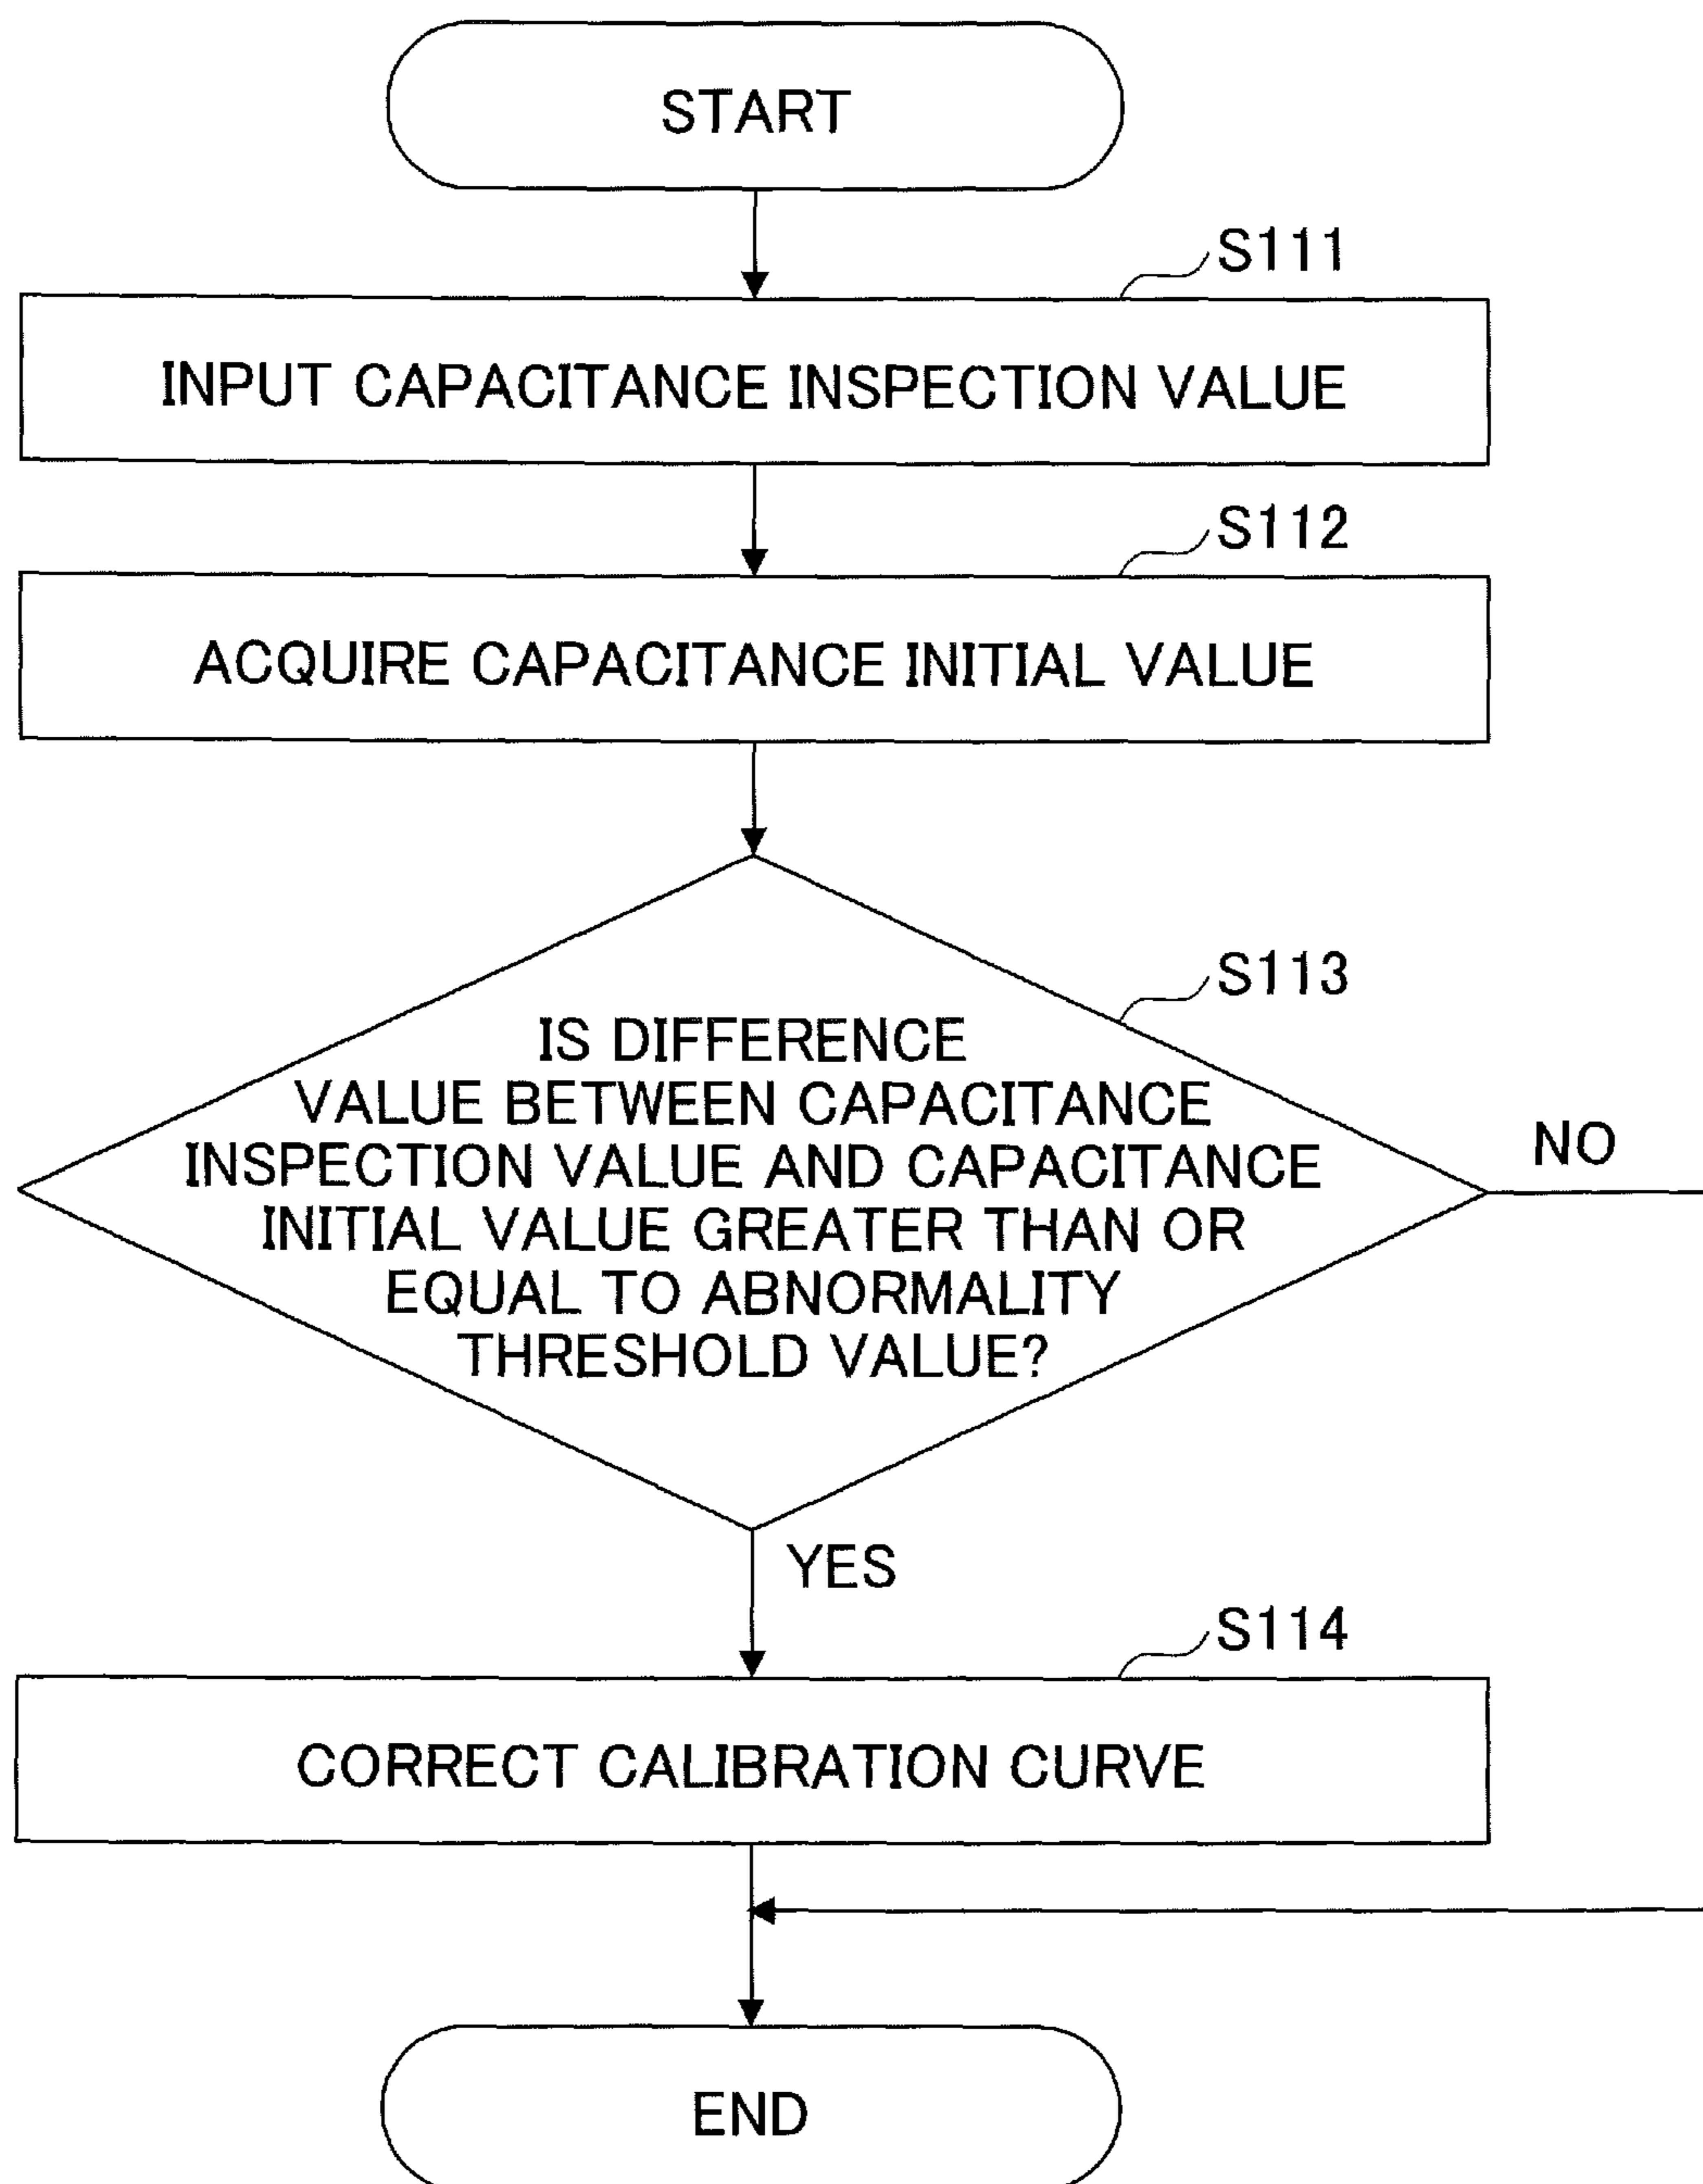 START
S111
INPUT CAPACITANCE INSPECTION VALUE
S112
ACQUIRE CAPACITANCE INITIAL VALUE
S113
IS DIFFERENCE
VALUE BETWEEN CAPACITANCE
INSPECTION VALUE AND CAPACITANCE
INITIAL VALUE GREATER THAN OR
EQUAL TO ABNORMALITY
THRESHOLD VALUE?
NO
YES
S114
CORRECT CALIBRATION CURVE
END